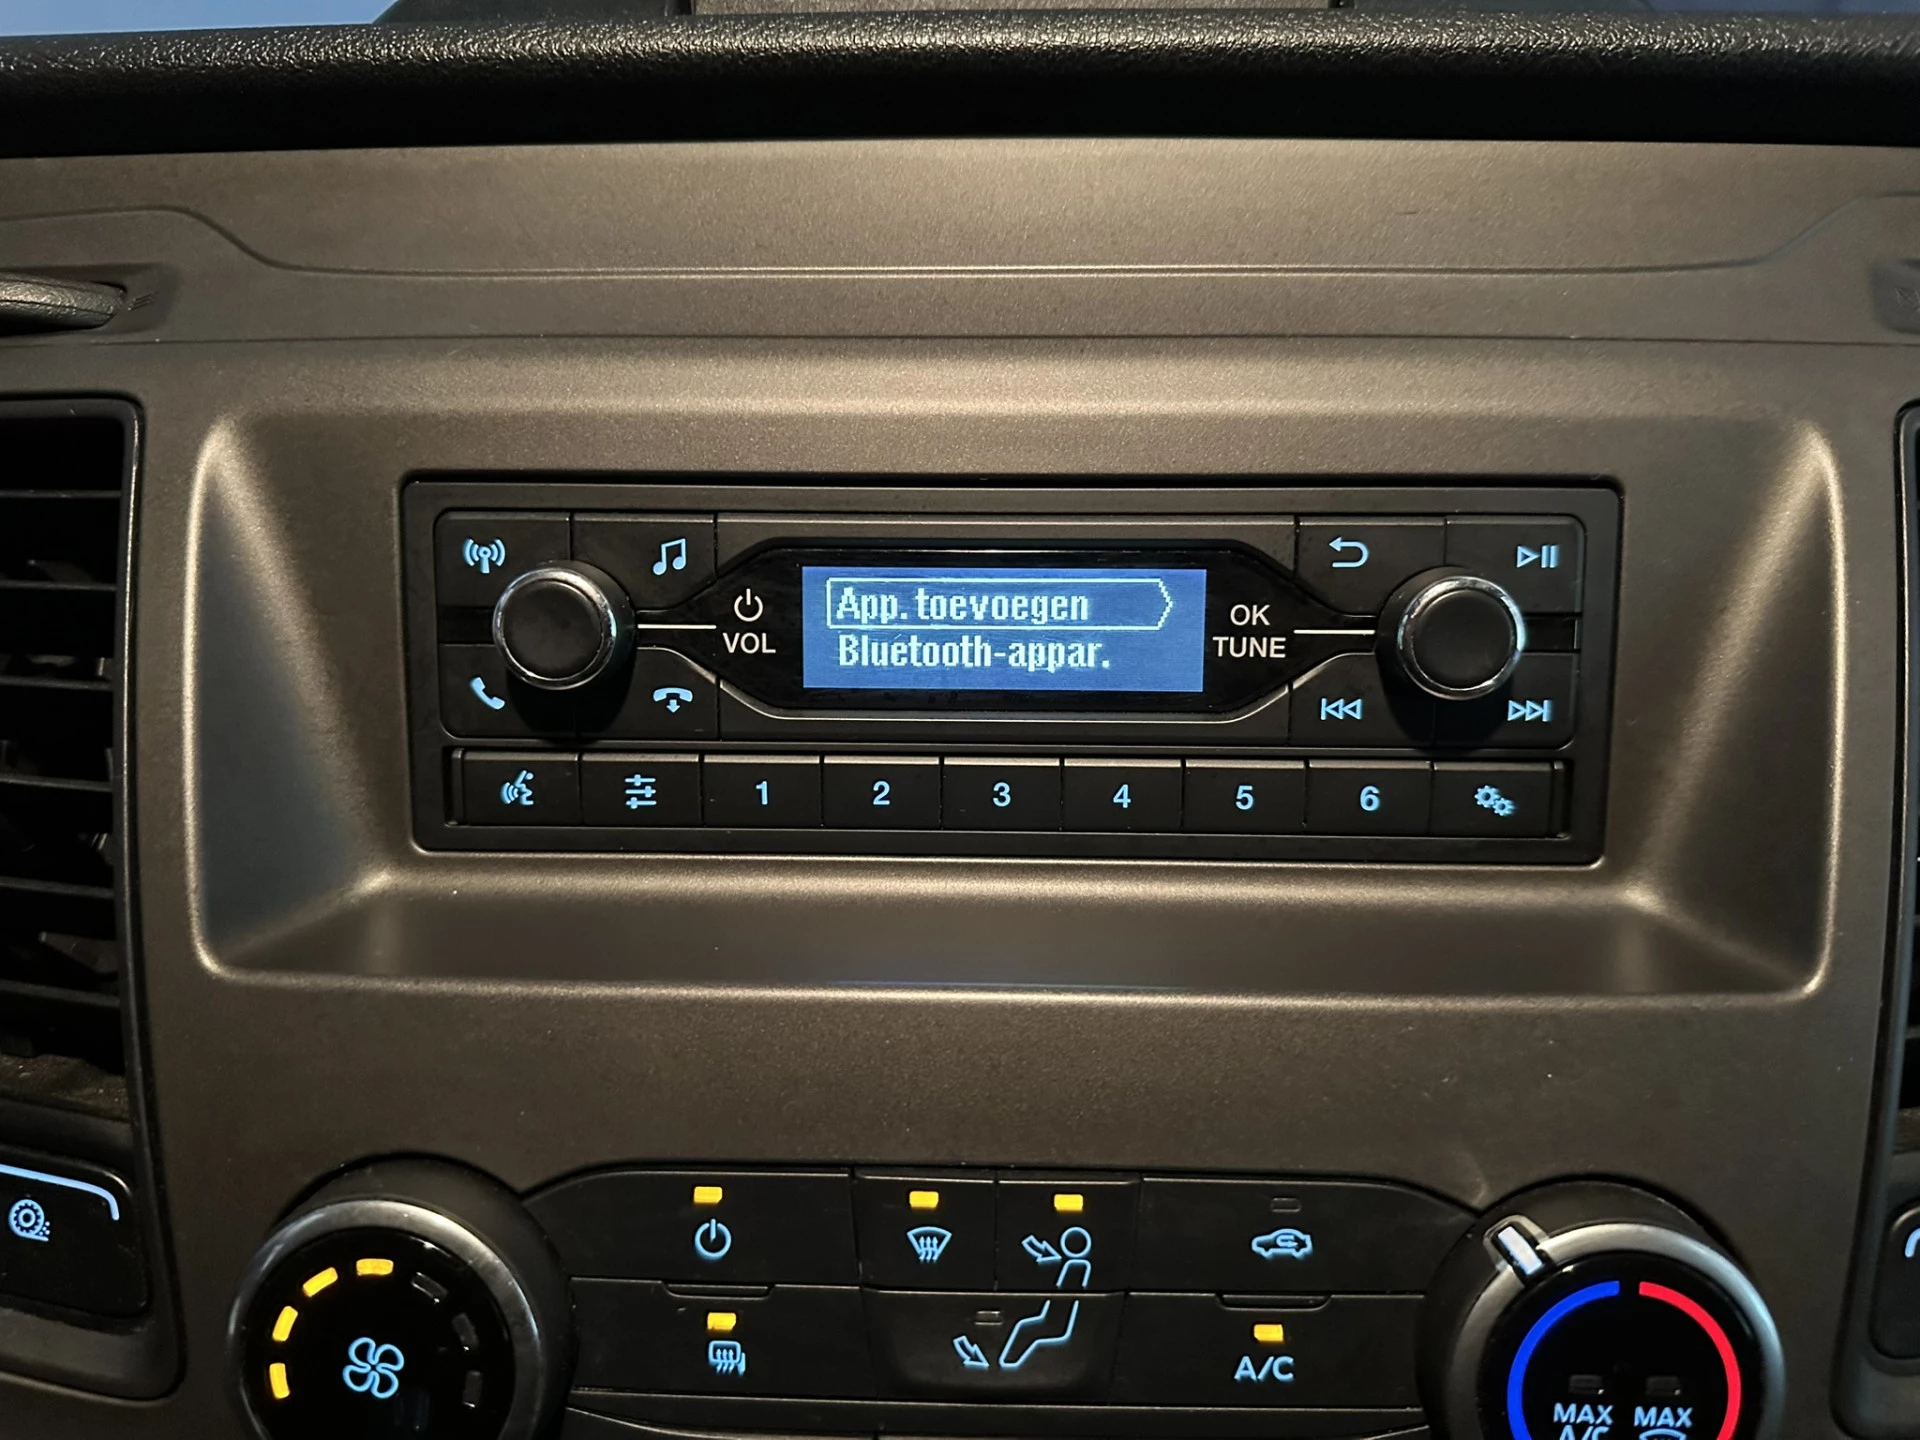 App. toevoegen
Bluetooth-appar.
VOL
OK
TUNE
1 2 3 4 5 6
A/C
MAX MAX
A/C